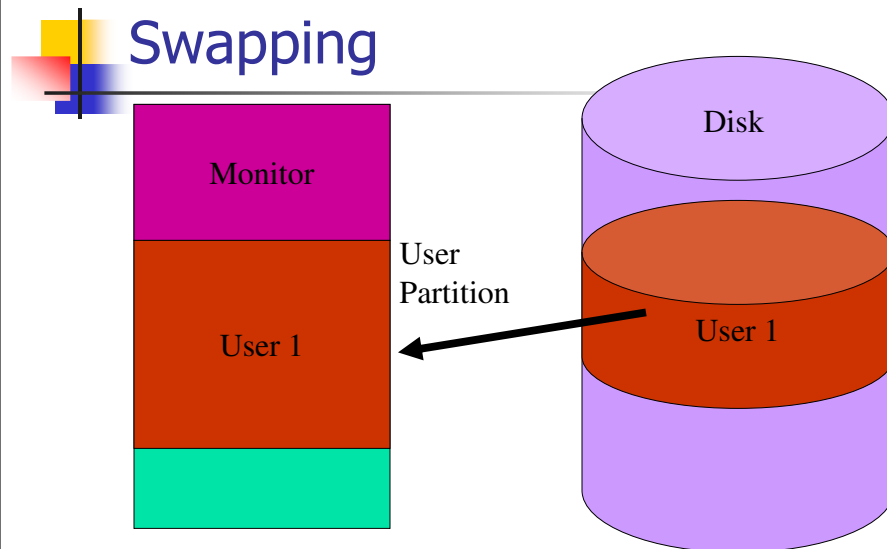 Swapping
Disk
Monitor
User
Partition
User 1
User 1